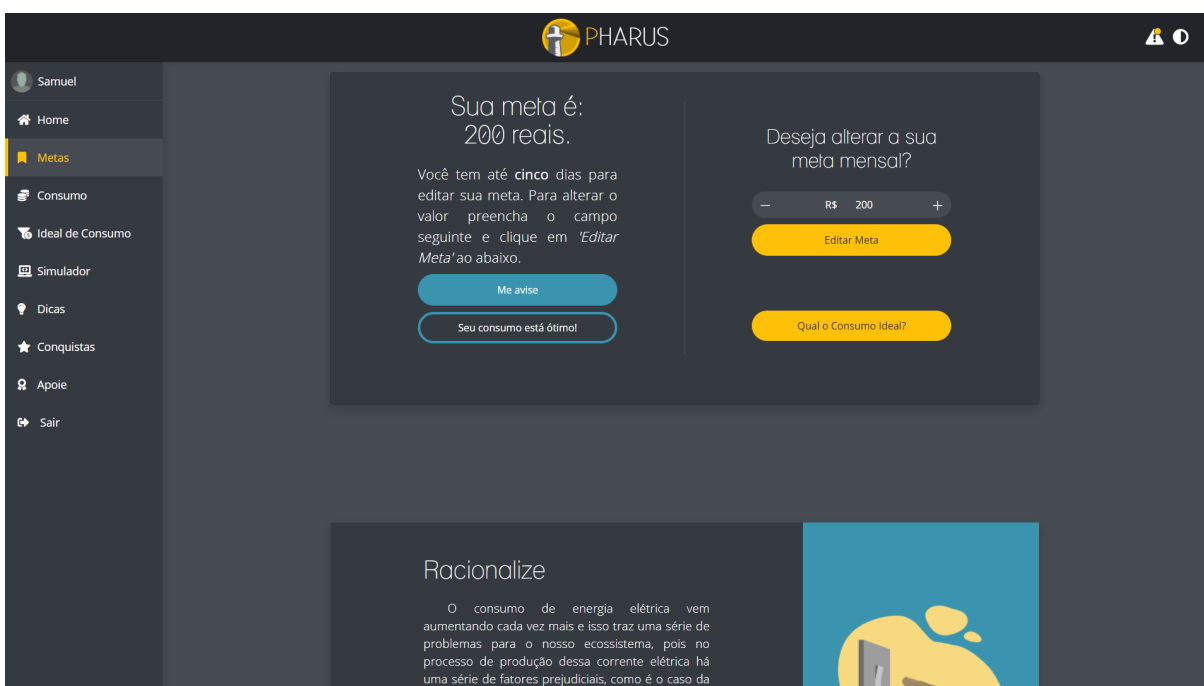 PHARUS
Samuel
Home
Metas
Consumo
Ideal de Consumo
Simulador
Dicas
Conquistas
Apoie
Sair
Sua meta é:
200 reais.
Você tem até cinco dias para
editar sua meta. Para alterar o
valor preencha o campo
seguinte e clique em 'Editar
Meta' ao abaixo.
Me avise
Seu consumo está ótimo!
Deseja alterar a sua
meta mensal?
— R$ 200 +
Editar Meta
Qual o Consumo Ideal?
Racionalize
O consumo de energia elétrica vem
aumentando cada vez mais e isso traz uma série de
problemas para o nosso ecossistema, pois no
processo de produção dessa corrente elétrica há
uma série de fatores prejudiciais, como é o caso da